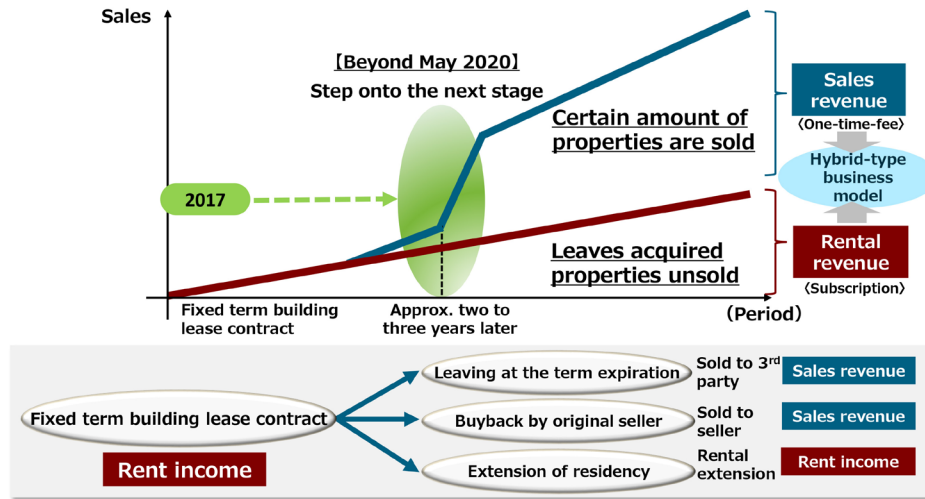 Sales
【Beyond May 2020】
Step onto the next stage
Certain amount of
properties are sold
Sales
revenue
〈One-time-fee〉
Hybrid-type
business
model
2017
Leaves acquired
properties unsold
Rental
revenue
〈Subscription〉
Fixed term building
lease contract
Approx. two to
three years later
(Period)
Fixed term building lease contract
Rent income
Leaving at the term expiration
Sold to 3rd
party
Sales revenue
Buyback by original seller
Sold to
seller
Sales revenue
Extension of residency
Rental
extension
Rent income